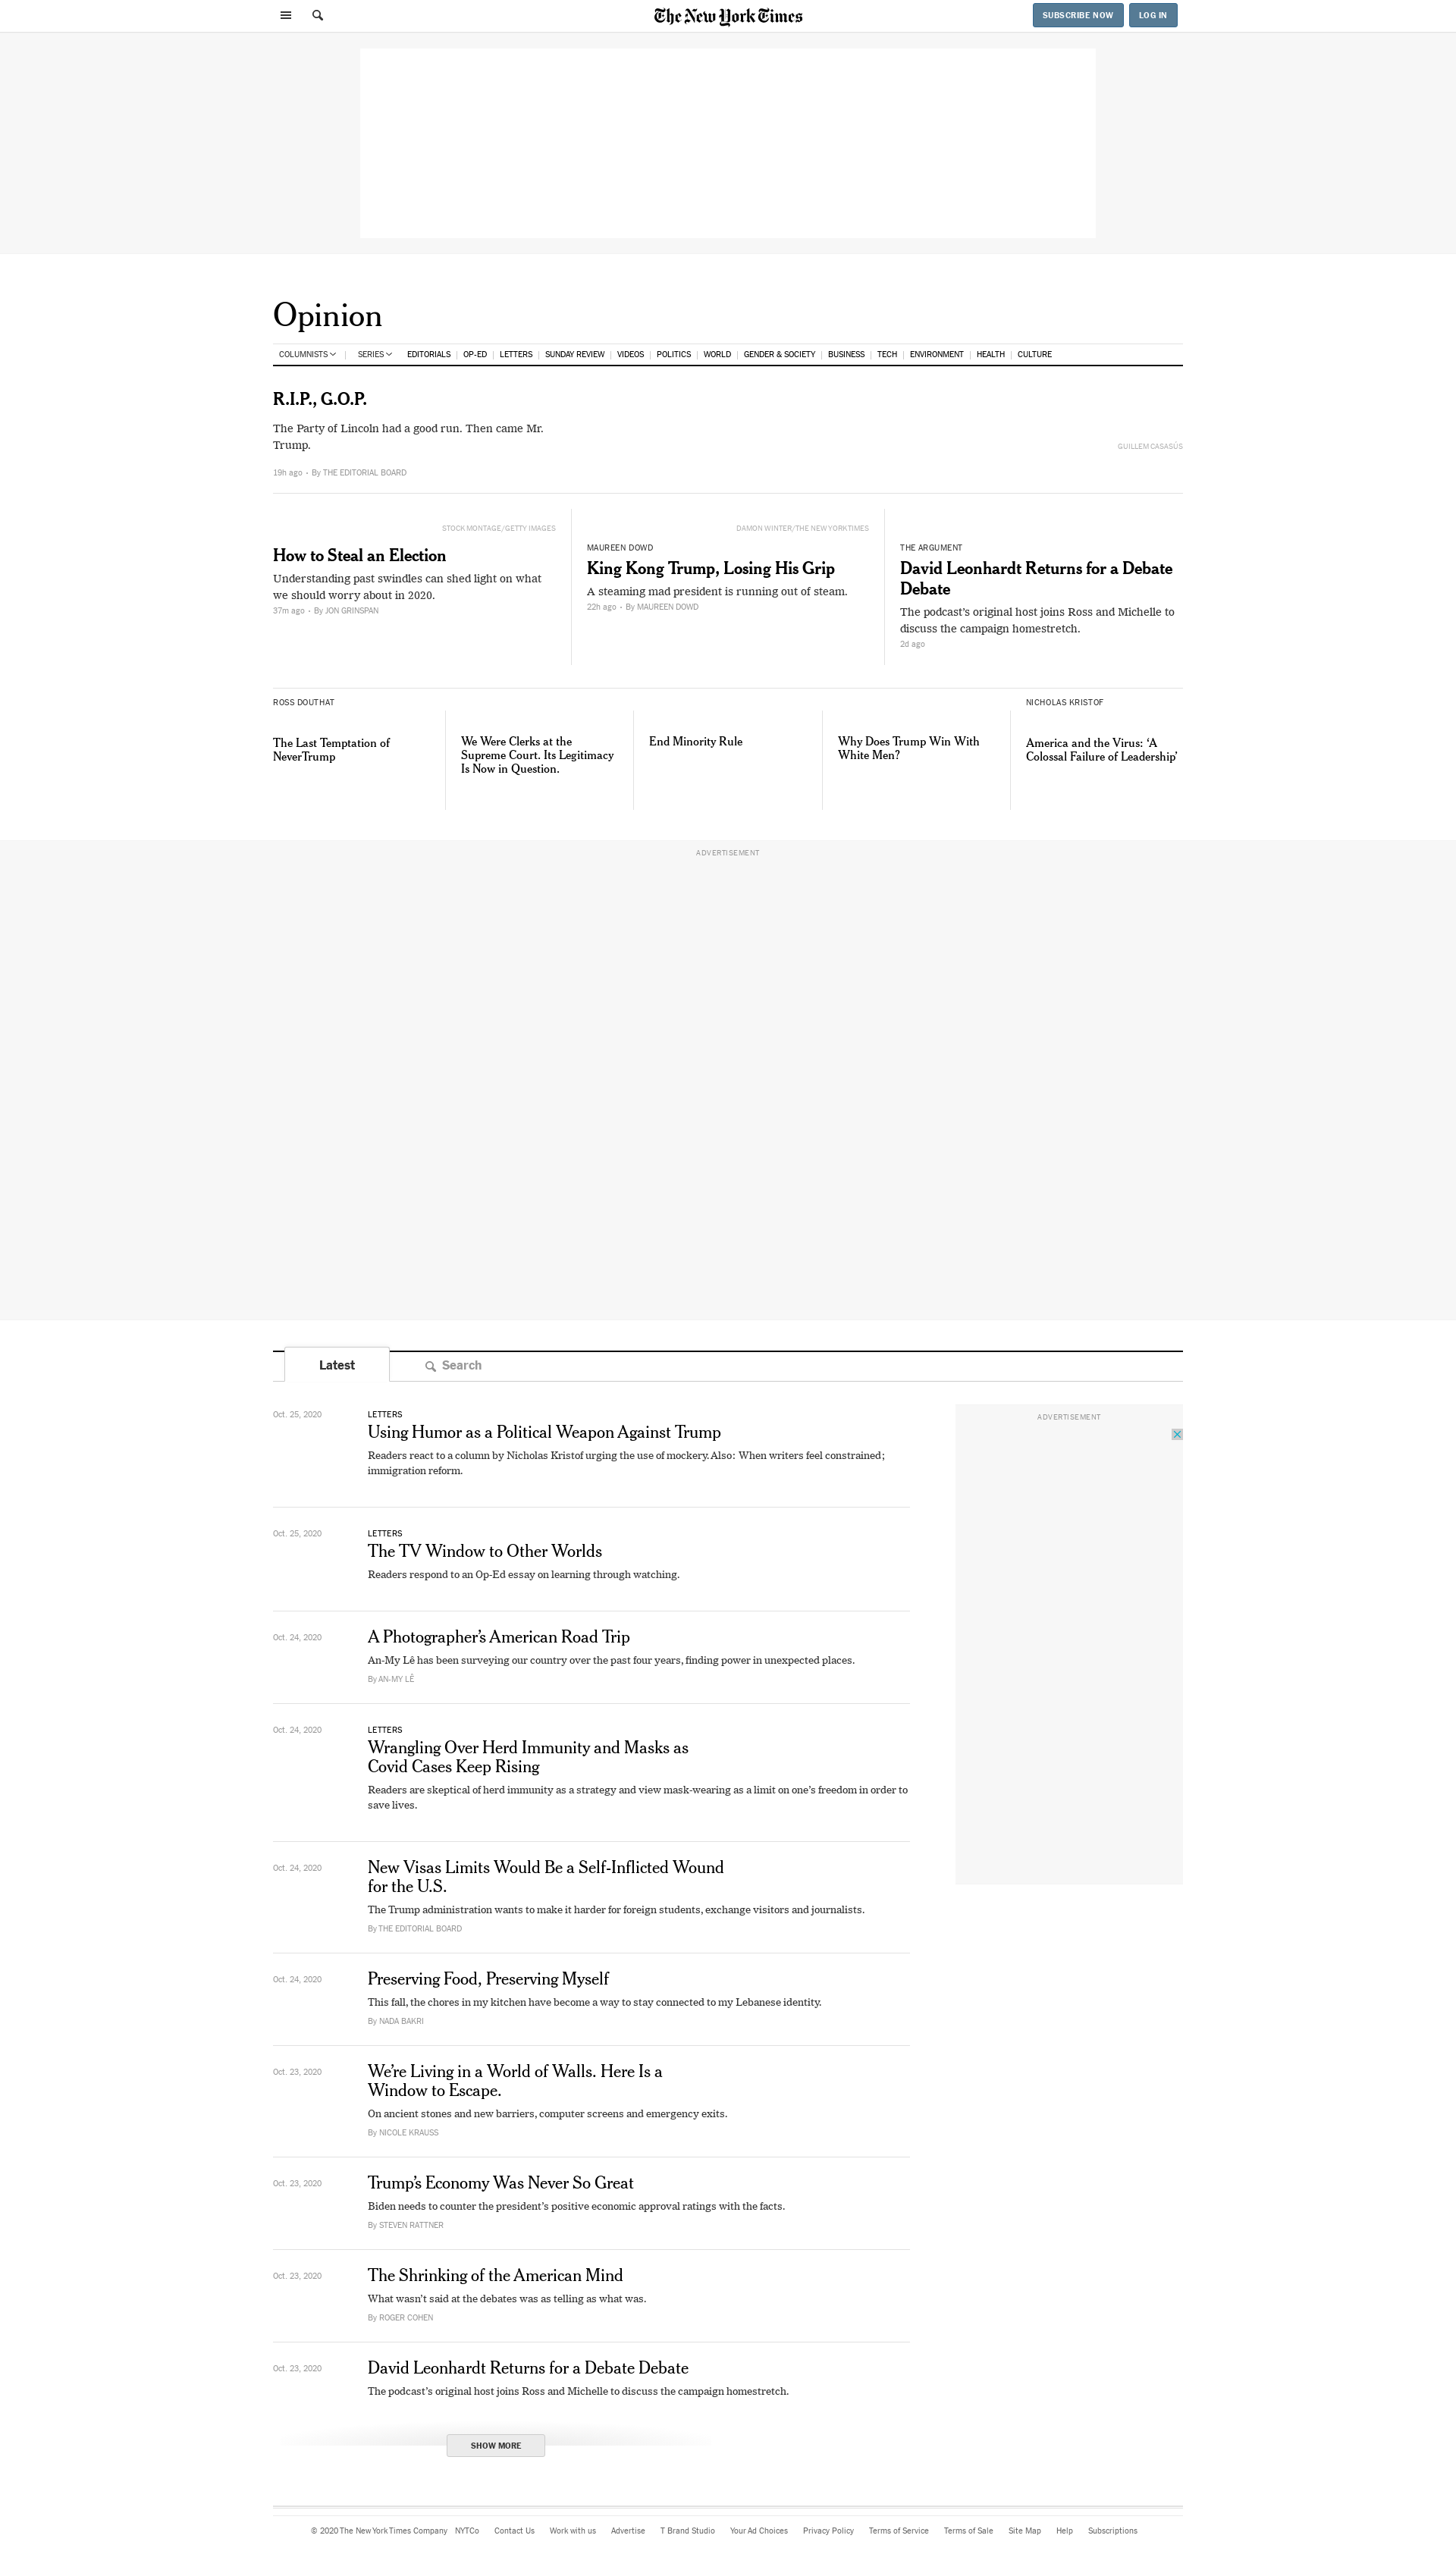 The New York Times
SUBSCRIBE NOW
LOG IN
Opinion
COLUMNISTS
SERIES
EDITORIALS
OP-ED
LETTERS
SUNDAY REVIEW
VIDEOS
POLITICS
WORLD
GENDER & SOCIETY
BUSINESS
TECH
ENVIRONMENT
HEALTH
CULTURE
R.I.P., G.O.P.
The Party of Lincoln had a good run. Then came Mr.
Trump.
19h ago • By THE EDITORIAL BOARD
GUILLEM CASASÚS
STOCK MONTAGE/GETTY IMAGES
How to Steal an Election
Understanding past swindles can shed light on what
we should worry about in 2020.
37m ago • By JON GRINSPAN
DAMON WINTER/THE NEW YORK TIMES
MAUREEN DOWD
King Kong Trump, Losing His Grip
A steaming mad president is running out of steam.
22h ago • By MAUREEN DOWD
THE ARGUMENT
David Leonhardt Returns for a Debate
Debate
The podcast’s original host joins Ross and Michelle to
discuss the campaign homestretch.
2d ago
ROSS DOUTHAT
The Last Temptation of
NeverTrump
We Were Clerks at the
Supreme Court. Its Legitimacy
Is Now in Question.
End Minority Rule
Why Does Trump Win With
White Men?
NICHOLAS KRISTOF
America and the Virus: ‘A
Colossal Failure of Leadership’
ADVERTISEMENT
Latest
Search
Oct. 25, 2020
LETTERS
Using Humor as a Political Weapon Against Trump
Readers react to a column by Nicholas Kristof urging the use of mockery. Also: When writers feel constrained;
immigration reform.
ADVERTISEMENT
Oct. 25, 2020
LETTERS
The TV Window to Other Worlds
Readers respond to an Op-Ed essay on learning through watching.
Oct. 24, 2020
A Photographer’s American Road Trip
An-My Lê has been surveying our country over the past four years, finding power in unexpected places.
By AN-MY LÊ
Oct. 24, 2020
LETTERS
Wrangling Over Herd Immunity and Masks as
Covid Cases Keep Rising
Readers are skeptical of herd immunity as a strategy and view mask-wearing as a limit on one’s freedom in order to
save lives.
Oct. 24, 2020
New Visas Limits Would Be a Self-Inflicted Wound
for the U.S.
The Trump administration wants to make it harder for foreign students, exchange visitors and journalists.
By THE EDITORIAL BOARD
Oct. 24, 2020
Preserving Food, Preserving Myself
This fall, the chores in my kitchen have become a way to stay connected to my Lebanese identity.
By NADA BAKRI
Oct. 23, 2020
We’re Living in a World of Walls. Here Is a
Window to Escape.
On ancient stones and new barriers, computer screens and emergency exits.
By NICOLE KRAUSS
Oct. 23, 2020
Trump’s Economy Was Never So Great
Biden needs to counter the president’s positive economic approval ratings with the facts.
By STEVEN RATTNER
Oct. 23, 2020
The Shrinking of the American Mind
What wasn’t said at the debates was as telling as what was.
By ROGER COHEN
Oct. 23, 2020
David Leonhardt Returns for a Debate Debate
The podcast’s original host joins Ross and Michelle to discuss the campaign homestretch.
SHOW MORE
© 2020 The New York Times Company
NYTCo
Contact Us
Work with us
Advertise
T Brand Studio
Your Ad Choices
Privacy Policy
Terms of Service
Terms of Sale
Site Map
Help
Subscriptions